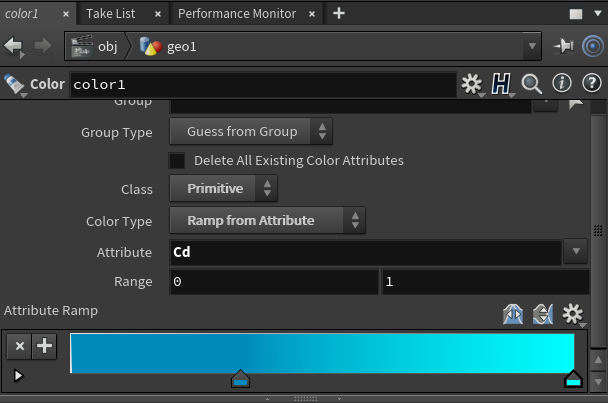 color1 × Take List × Performance Monitor × +
obj geo1
Color color1
Group
Group Type Guess from Group
Delete All Existing Color Attributes
Class Primitive
Color Type Ramp from Attribute
Attribute Cd
Range 0 1
Attribute Ramp